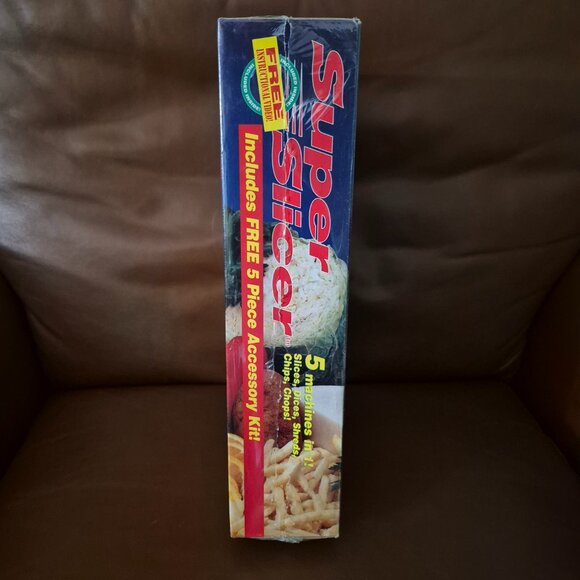 Super
Slicer
FREE
INSTRUCTIONAL VIDEO!
Includes FREE 5 Piece Accessory Kit!
5 machines in 1!
Slices, Dices, Shreds,
Chips, Chops!